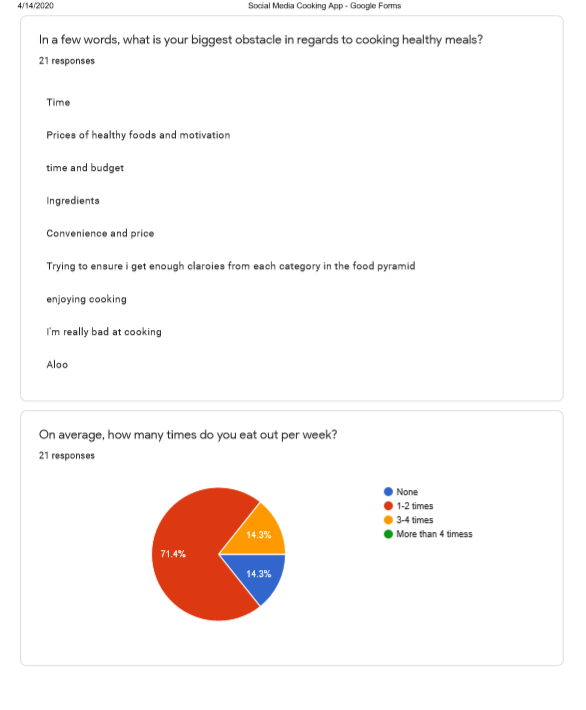 4/14/2020 Social Media Cooking App - Google Forms
In a few words, what is your biggest obstacle in regards to cooking healthy meals?
21 responses
Time
Prices of healthy foods and motivation
time and budget
Ingredients
Convenience and price
Trying to ensure i get enough claroies from each category in the food pyramid
enjoying cooking
I'm really bad at cooking
Aloo
On average, how many times do you eat out per week?
21 responses
None
1-2 times
3-4 times
More than 4 timess
14.3%
71.4%
14.3%